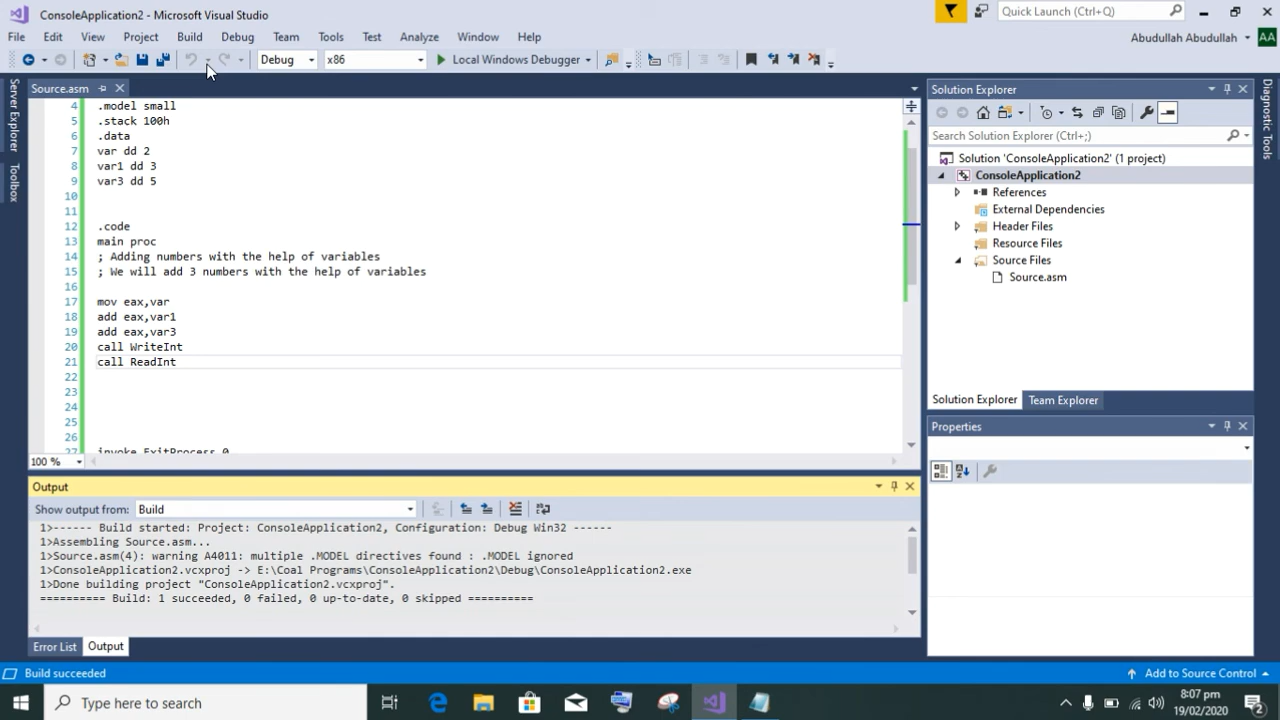 ConsoleApplication2 - Microsoft Visual Studio
Quick Launch (Ctrl+Q)
File Edit View Project Build Debug Team Tools Test Analyze Window Help
Abudullah Abudullah AA
Debug x86 Local Windows Debugger
Server Explorer
Toolbox
Source.asm
4 .model small
5 .stack 100h
6 .data
7 var dd 2
8 var1 dd 3
9 var3 dd 5
10
11
12 .code
13 main proc
14 ; Adding numbers with the help of variables
15 ; We will add 3 numbers with the help of variables
16
17 mov eax,var
18 add eax,var1
19 add eax,var3
20 call WriteInt
21 call ReadInt
22
23
24
25
26
27 invoke ExitProcess 0
100 %
Output
Show output from: Build
1>------ Build started: Project: ConsoleApplication2, Configuration: Debug Win32 ------
1>Assembling Source.asm...
1>Source.asm(4): warning A4011: multiple .MODEL directives found : .MODEL ignored
1>ConsoleApplication2.vcxproj -> E:\Coal Programs\ConsoleApplication2\Debug\ConsoleApplication2.exe
1>Done building project "ConsoleApplication2.vcxproj".
========== Build: 1 succeeded, 0 failed, 0 up-to-date, 0 skipped ==========
Error List Output
Solution Explorer
Search Solution Explorer (Ctrl+;)
Solution 'ConsoleApplication2' (1 project)
ConsoleApplication2
References
External Dependencies
Header Files
Resource Files
Source Files
Source.asm
Solution Explorer Team Explorer
Properties
Diagnostic Tools
Build succeeded
Add to Source Control
Type here to search
8:07 pm
19/02/2020
2